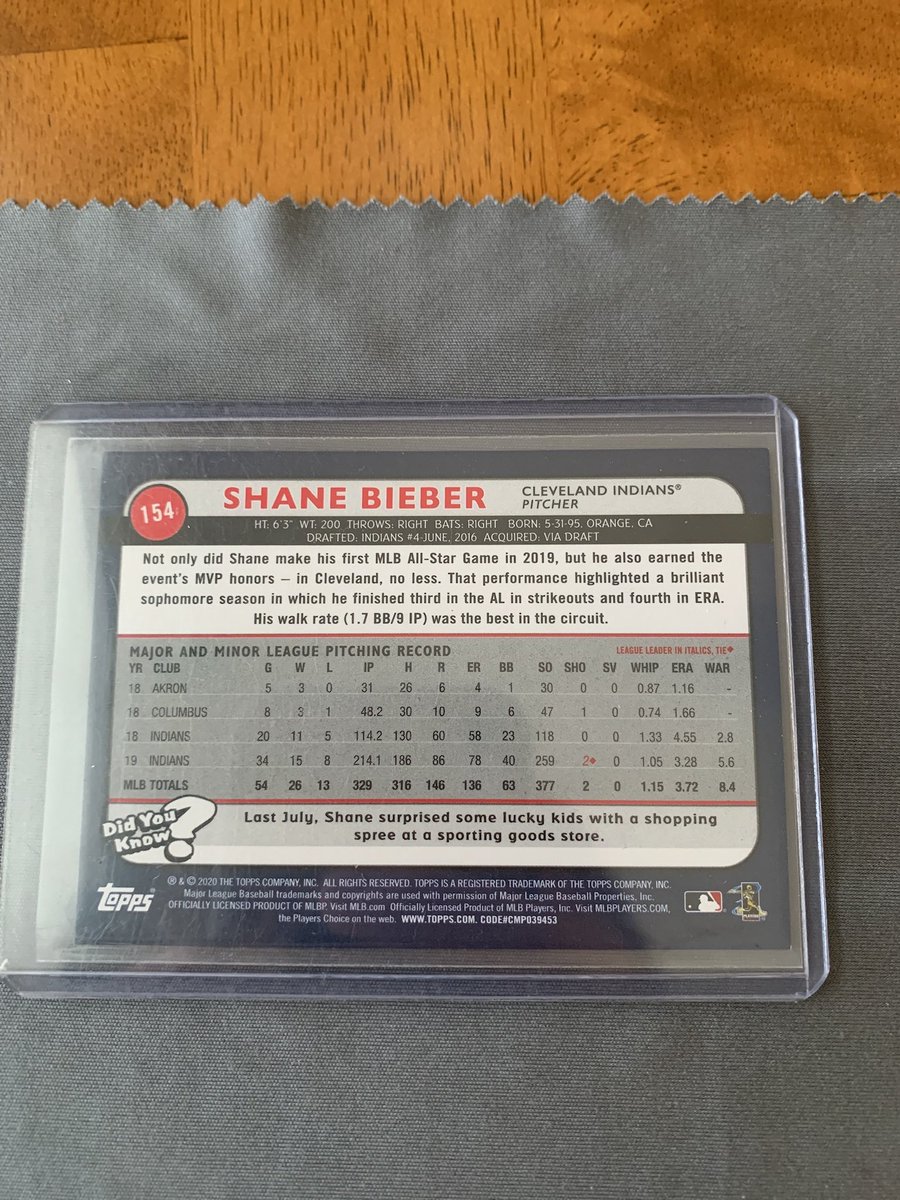 154
SHANE BIEBER
CLEVELAND INDIANS®
PITCHER
HT: 6'3" WT: 200 THROWS: RIGHT BATS: RIGHT BORN: 5-31-95, ORANGE, CA
DRAFTED: INDIANS #4-JUNE, 2016 ACQUIRED: VIA DRAFT
Not only did Shane make his first MLB All-Star Game in 2019, but he also earned the
event's MVP honors – in Cleveland, no less. That performance highlighted a brilliant
sophomore season in which he finished third in the AL in strikeouts and fourth in ERA.
His walk rate (1.7 BB/9 IP) was the best in the circuit.
MAJOR AND MINOR LEAGUE PITCHING RECORD LEAGUE LEADER IN ITALICS, TIE♦
YR CLUB G W L IP H R ER BB SO SHO SV WHIP ERA WAR
18 AKRON 5 3 0 31 26 6 4 1 30 0 0 0.87 1.16 -
18 COLUMBUS 8 3 1 48.2 30 10 9 6 47 1 0 0.74 1.66 -
18 INDIANS 20 11 5 114.2 130 60 58 23 118 0 0 1.33 4.55 2.8
19 INDIANS 34 15 8 214.1 186 86 78 40 259 2♦ 0 1.05 3.28 5.6
MLB TOTALS 54 26 13 329 316 146 136 63 377 2 0 1.15 3.72 8.4
Did You
Know?
Last July, Shane surprised some lucky kids with a shopping
spree at a sporting goods store.
topps®
® & © 2020 THE TOPPS COMPANY, INC. ALL RIGHTS RESERVED. TOPPS IS A REGISTERED TRADEMARK OF THE TOPPS COMPANY, INC.
Major League Baseball trademarks and copyrights are used with permission of Major League Baseball Properties, Inc.
OFFICIALLY LICENSED PRODUCT OF MLBP. Visit MLB.com Officially Licensed Product of MLB Players, Inc. Visit MLBPLAYERS.COM,
the Players Choice on the web. WWW.TOPPS.COM. CODE#CMP039453